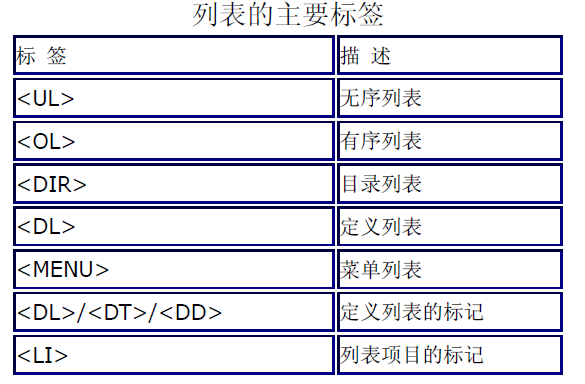 列表的主要标签
标 签 描 述
<UL> 无序列表
<OL> 有序列表
<DIR> 目录列表
<DL> 定义列表
<MENU> 菜单列表
<DL>/<DT>/<DD> 定义列表的标记
<LI> 列表项目的标记